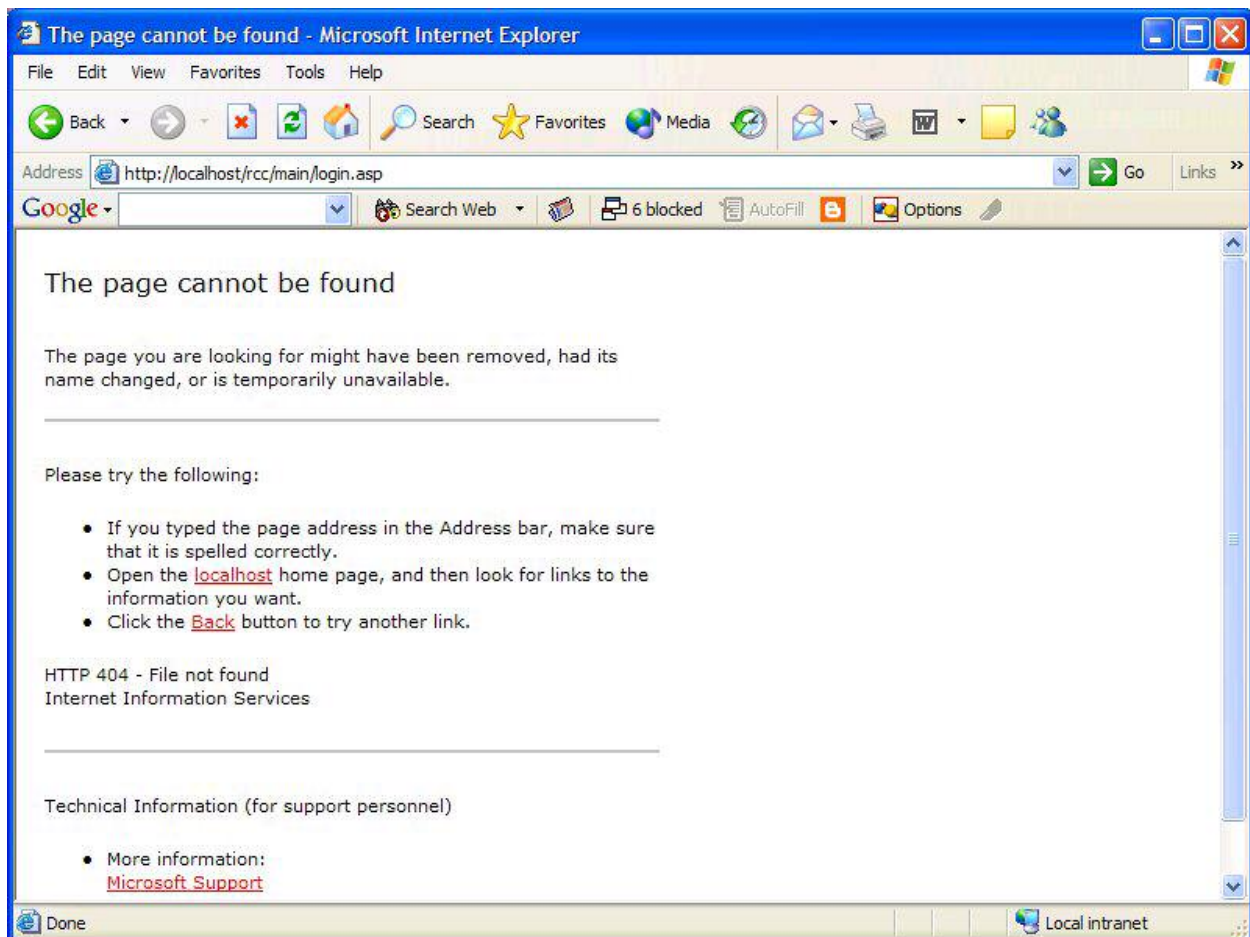 The page cannot be found - Microsoft Internet Explorer
File Edit View Favorites Tools Help
Back Search Favorites Media W
Address http://localhost/rcc/main/login.asp Go Links »
Google Search Web 6 blocked AutoFill Options
The page cannot be found
The page you are looking for might have been removed, had its
name changed, or is temporarily unavailable.
Please try the following:
• If you typed the page address in the Address bar, make sure
that it is spelled correctly.
• Open the localhost home page, and then look for links to the
information you want.
• Click the Back button to try another link.
HTTP 404 - File not found
Internet Information Services
Technical Information (for support personnel)
• More information:
Microsoft Support
Done Local intranet